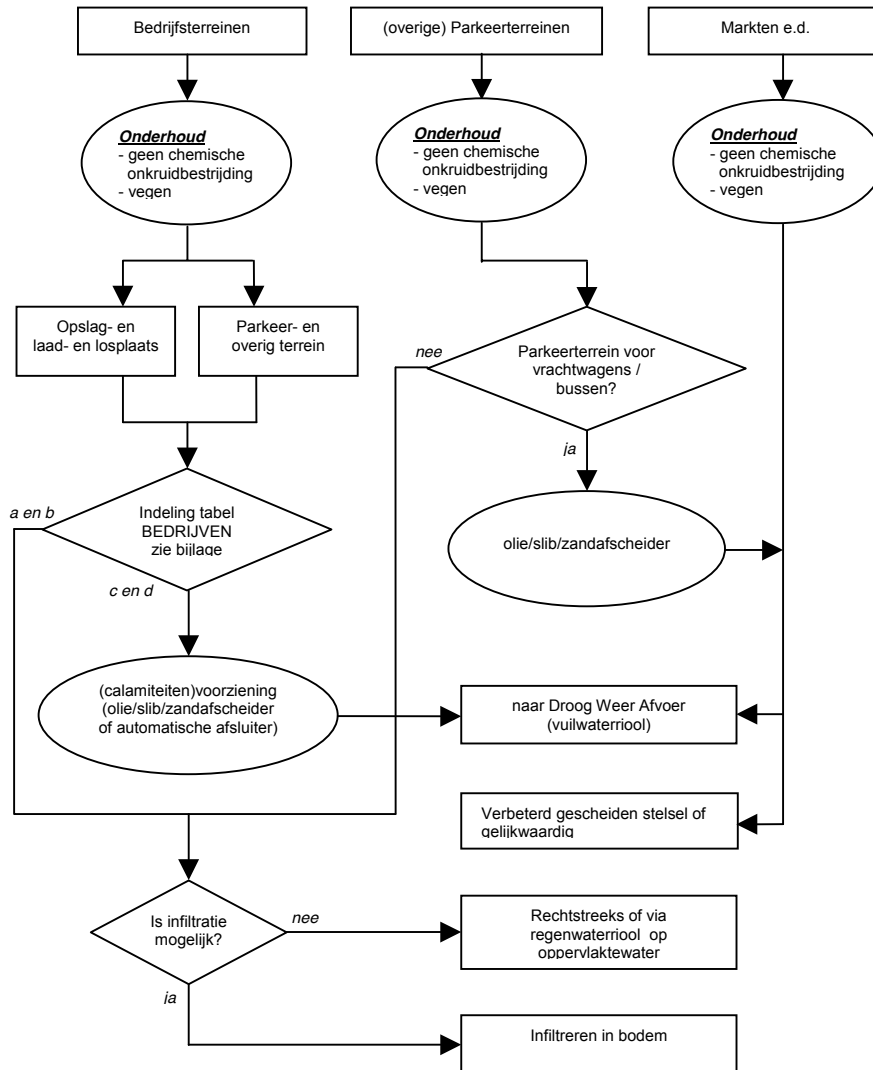 Bedrijfsterreinen
(overige) Parkeerterreinen
Markten e.d.
Onderhoud
- geen chemische
onkruidbestrijding
- vegen
Onderhoud
- geen chemische
onkruidbestrijding
- vegen
Onderhoud
- geen chemische
onkruidbestrijding
- vegen
Opslag- en
laad- en losplaats
Parkeer- en
overig terrein
nee
Parkeerterrein voor
vrachtwagens /
bussen?
ja
a en b
Indeling tabel
BEDRIJVEN
zie bijlage
c en d
olie/slib/zandafscheider
(calamiteiten)voorziening
(olie/slib/zandafscheider
of automatische afsluiter)
naar Droog Weer Afvoer
(vuilwaterriool)
Verbeterd gescheiden stelsel of
gelijkwaardig
Is infiltratie
mogelijk?
nee
ja
Rechtstreeks of via
regenwaterriool op
oppervlaktewater
Infiltreren in bodem